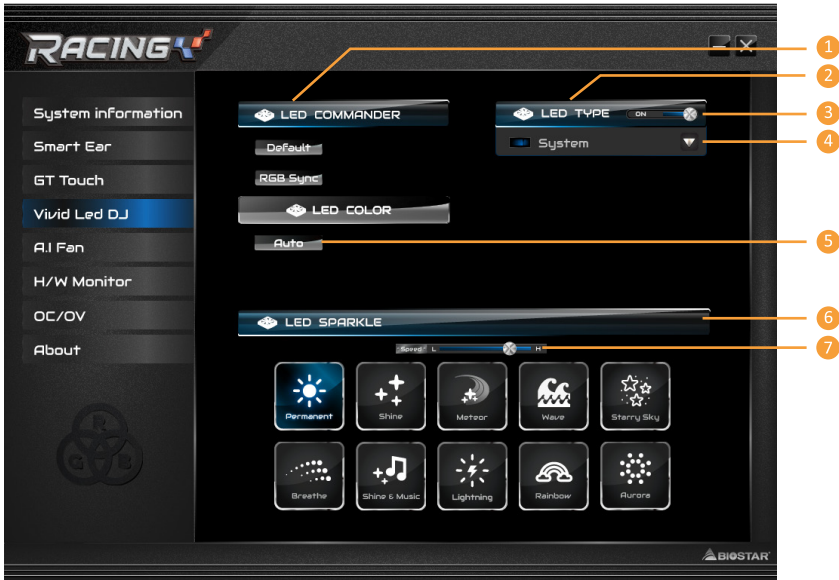 RACING
1
2
System information
LED COMMANDER
LED TYPE
ON
3
Smart Ear
Default
System
4
GT Touch
RGB Sync
Vivid Led DJ
LED COLOR
A.I Fan
Auto
5
H/W Monitor
OC/OV
LED SPARKLE
6
About
Speed L H
7
Permanent
Shine
Meteor
Wave
Starry Sky
R
G B
Breathe
Shine & Music
Lightning
Rainbow
Aurora
BIOSTAR